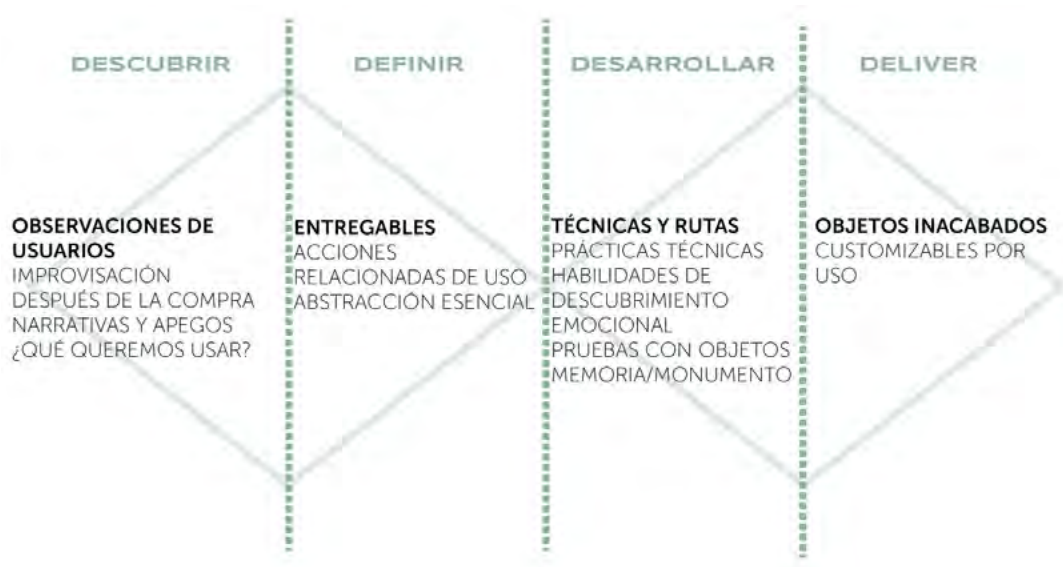 DESCUBRIR
DEFINIR
DESARROLLAR
DELIVER
OBSERVACIONES DE
USUARIOS
IMPROVISACIÓN
DESPUÉS DE LA COMPRA
NARRATIVAS Y APEGOS
¿QUÉ QUEREMOS USAR?
ENTREGABLES
ACCIONES
RELACIONADAS DE USO
ABSTRACCIÓN ESENCIAL
TÉCNICAS Y RUTAS
PRÁCTICAS TÉCNICAS
HABILIDADES DE
DESCUBRIMIENTO
EMOCIONAL
PRUEBAS CON OBJETOS
MEMORIA/MONUMENTO
OBJETOS INACABADOS
CUSTOMIZABLES POR
USO